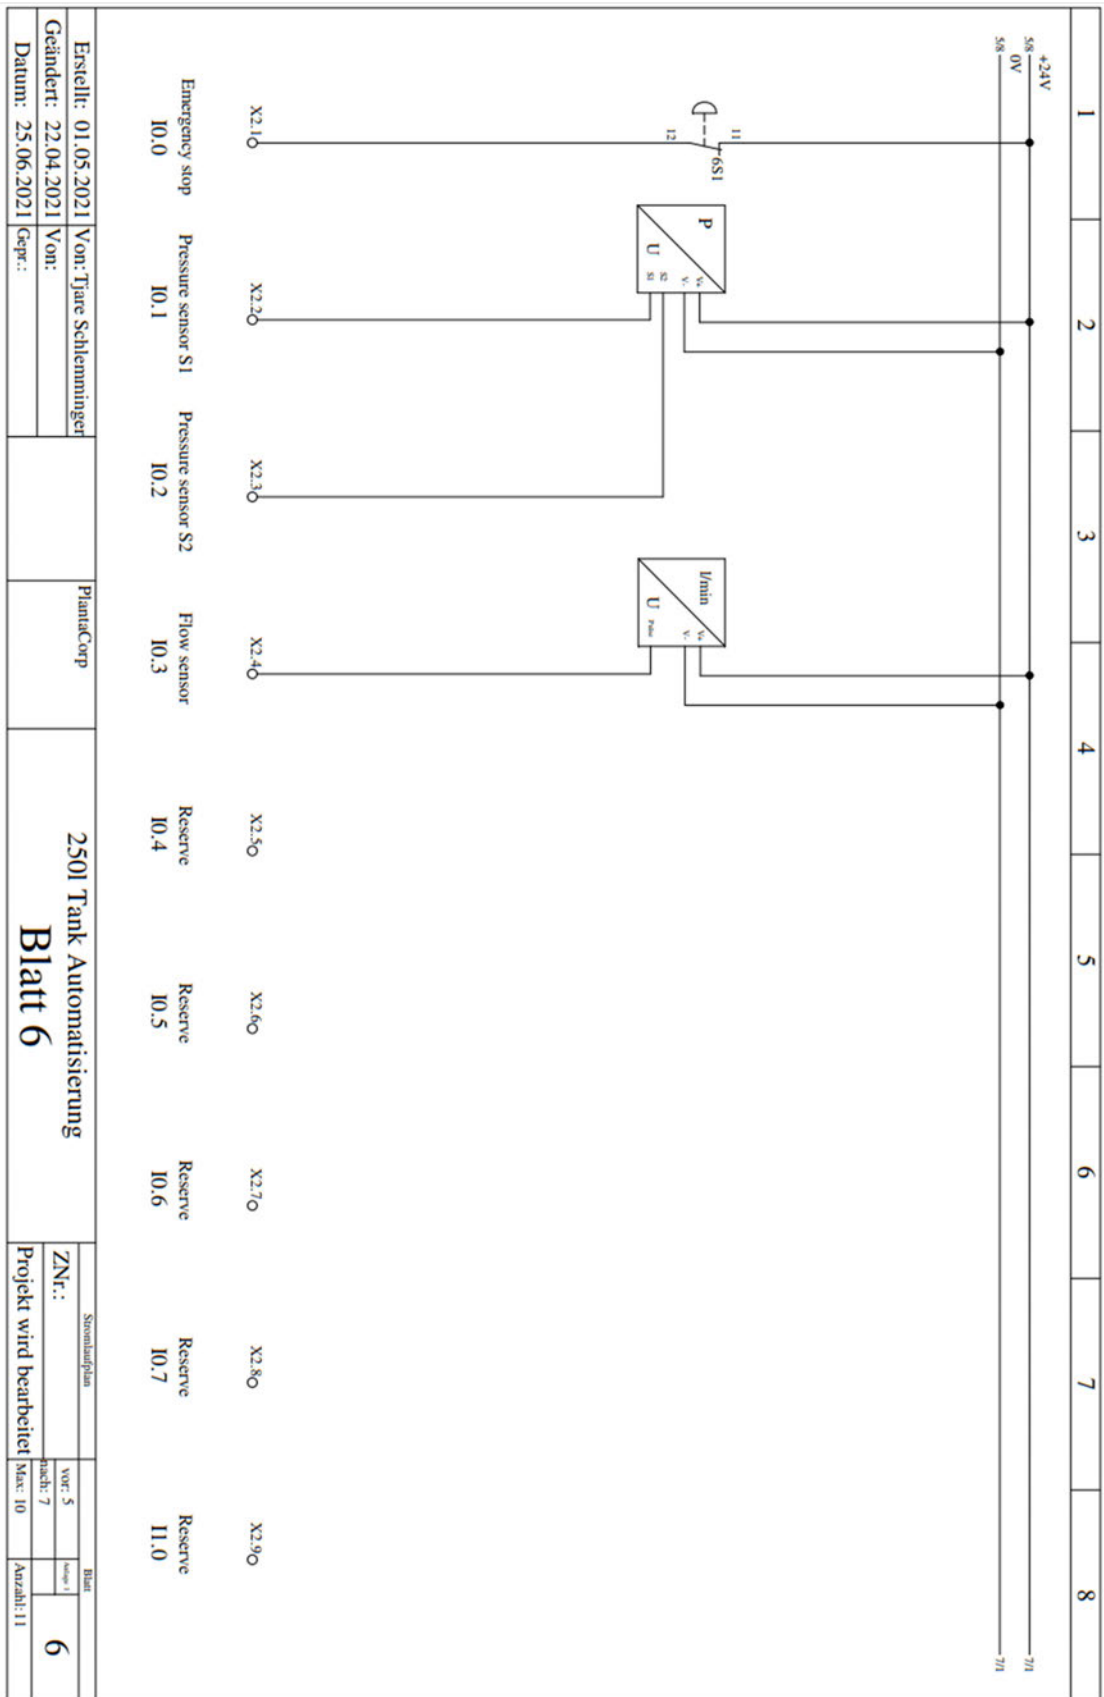 1 2 3 4 5 6 7 8
+24V
5/8 7/1
0V
5/8 7/1
11
6S1
12
P
U
S1 S2 V- V+
l/min
U
Pulse V- V+
X2.1 X2.2 X2.3 X2.4 X2.5 X2.6 X2.7 X2.8 X2.9
Emergency stop Pressure sensor S1 Pressure sensor S2 Flow sensor Reserve Reserve Reserve Reserve Reserve
I0.0 I0.1 I0.2 I0.3 I0.4 I0.5 I0.6 I0.7 I1.0
Erstellt: 01.05.2021 Von: Tjare Schlemminger
Geändert: 22.04.2021 Von:
Datum: 25.06.2021 Gepr.:
PlantaCorp
250l Tank Automatisierung
Blatt 6
Stromlaufplan
ZNr.:
Projekt wird bearbeitet
Blatt
vor: 5 Anlage 1
nach: 7 6
Max: 10 Anzahl: 11